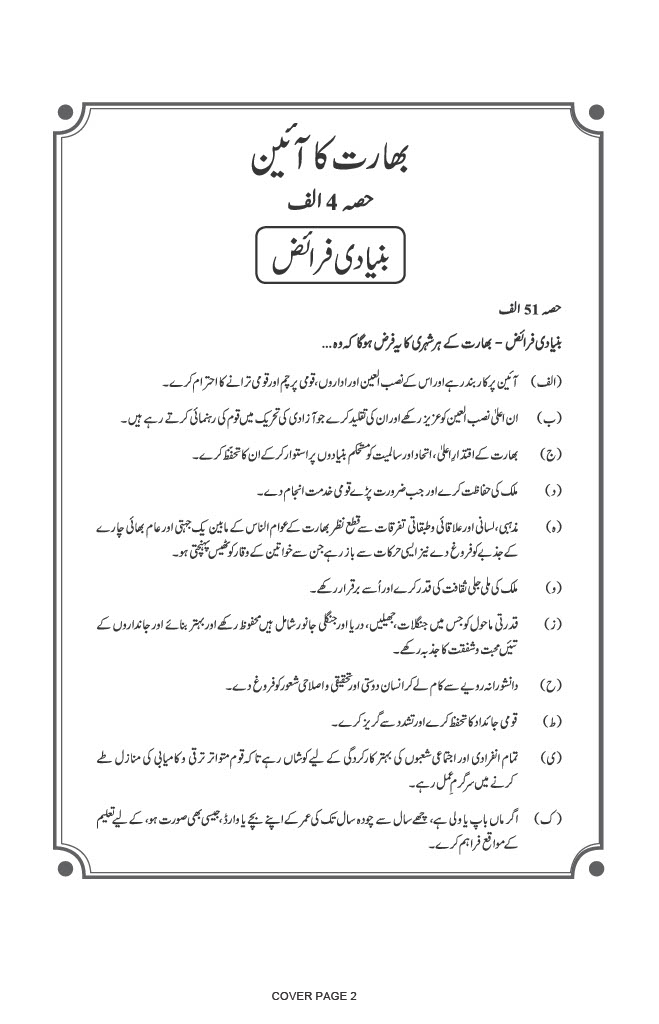 بھارت کا آئین
حصہ 4 الف
بنیادی فرائض
حصہ 51 الف
بنیادی فرائض – بھارت کے ہر شہری کا یہ فرض ہوگا کہ وہ...
(الف) آئین پر کاربند رہے اور اس کے نصب العین اور اداروں، قومی پرچم اور قومی ترانے کا احترام کرے۔
(ب) ان اعلیٰ نصب العین کو عزیز رکھے اور ان کی تقلید کرے جو آزادی کی تحریک میں قوم کی رہنمائی کرتے رہے ہیں۔
(ج) بھارت کے اقتدارِ اعلیٰ، اتحاد اور سالمیت کو مستحکم بنیادوں پر استوار کرکے ان کا تحفظ کرے۔
(د) ملک کی حفاظت کرے اور جب ضرورت پڑے قومی خدمت انجام دے۔
(ہ) مذہبی، لسانی اور علاقائی و طبقاتی تفرقات سے قطع نظر بھارت کے عوام الناس کے مابین یک جہتی اور عام بھائی چارے
کے جذبے کو فروغ دے نیز ایسی حرکات سے باز رہے جن سے خواتین کے وقار کو ٹھیس پہنچتی ہو۔
(و) ملک کی ملی جلی ثقافت کی قدر کرے اور اُسے برقرار رکھے۔
(ز) قدرتی ماحول کو جس میں جنگلات، جھیلیں، دریا اور جنگلی جانور شامل ہیں محفوظ رکھے اور بہتر بنائے اور جانداروں کے
تئیں محبت و شفقت کا جذبہ رکھے۔
(ح) دانشورانہ رویے سے کام لے کر انسان دوستی اور تحقیقی و اصلاحی شعور کو فروغ دے۔
(ط) قومی جائداد کا تحفظ کرے اور تشدد سے گریز کرے۔
(ی) تمام انفرادی اور اجتماعی شعبوں کی بہتر کارکردگی کے لیے کوشاں رہے تاکہ قوم متواتر ترقی و کامیابی کی منازل طے
کرنے میں سرگرمِ عمل رہے۔
(ک) اگر ماں باپ یا ولی ہے، چھے سال سے چودہ سال تک کی عمر کے اپنے بچے یا وارڈ، جیسی بھی صورت ہو، کے لیے تعلیم
کے مواقع فراہم کرے۔
COVER PAGE 2